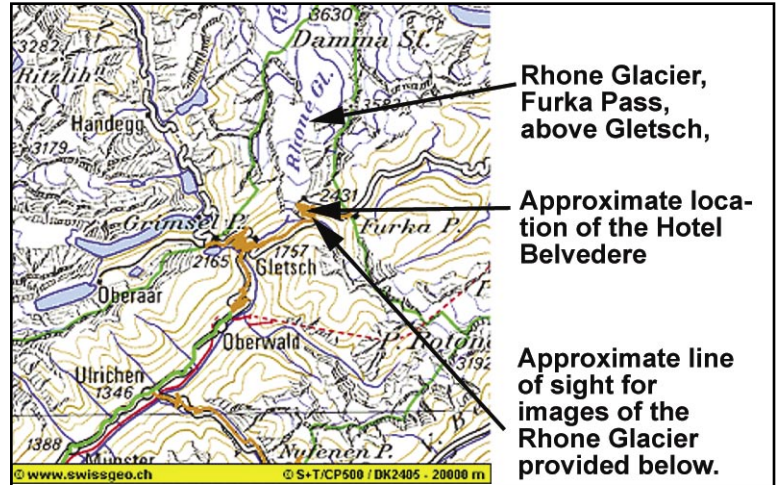 3630
Damma St.
3282
Ritzlih
Rhone Gl.
Handegg
3583
3179
2431
Grimsel P.
Furka P.
2165
1757
Gletsch
Oberaar
Oberwald
P. Roton
3192
Ulrichen
1346
1388
Münster
Nufenen P.
© www.swissgeo.ch
© S+T/CP500 / DK2405 - 20000 m
Rhone Glacier,
Furka Pass,
above Gletsch,
Approximate loca-
tion of the Hotel
Belvedere
Approximate line
of sight for
images of the
Rhone Glacier
provided below.